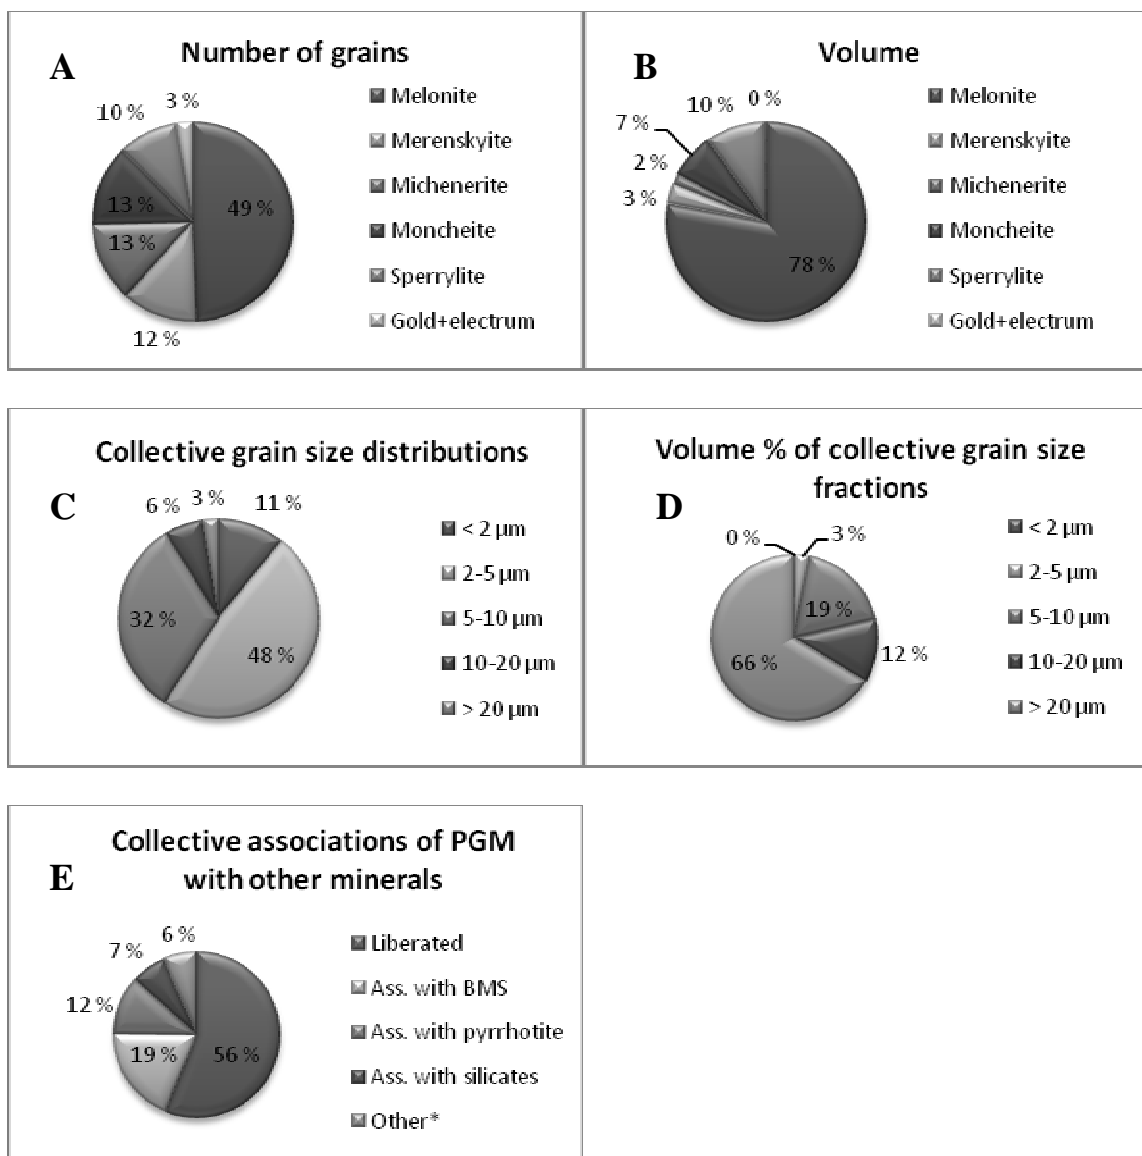 A
Number of grains
10 %
3 %
13 %
49 %
13 %
12 %
Melonite
Merenskyite
Michenerite
Moncheite
Sperrylite
Gold+electrum
B
Volume
10 %
0 %
7 %
2 %
3 %
78 %
Melonite
Merenskyite
Michenerite
Moncheite
Sperrylite
Gold+electrum
Collective grain size distributions
C
6 %
3 %
11 %
32 %
48 %
< 2 µm
2-5 µm
5-10 µm
10-20 µm
> 20 µm
Volume % of collective grain size
fractions
D
0 %
3 %
19 %
12 %
66 %
< 2 µm
2-5 µm
5-10 µm
10-20 µm
> 20 µm
Collective associations of PGM
with other minerals
E
6 %
7 %
12 %
19 %
56 %
Liberated
Ass. with BMS
Ass. with pyrrhotite
Ass. with silicates
Other*